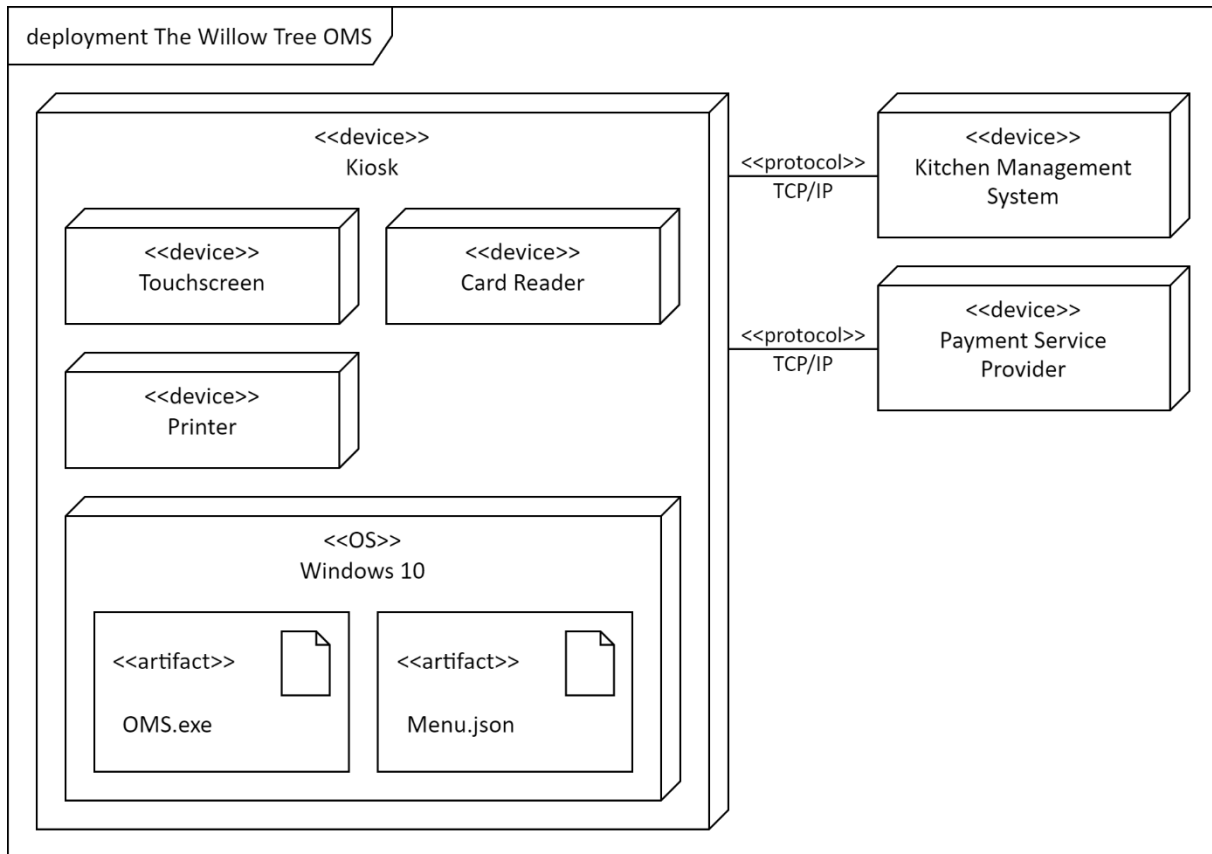 deployment The Willow Tree OMS
<<device>>
Kiosk
<<device>>
Touchscreen
<<device>>
Card Reader
<<device>>
Printer
<<OS>>
Windows 10
<<artifact>>
OMS.exe
<<artifact>>
Menu.json
<<protocol>>
TCP/IP
<<device>>
Kitchen Management
System
<<protocol>>
TCP/IP
<<device>>
Payment Service
Provider